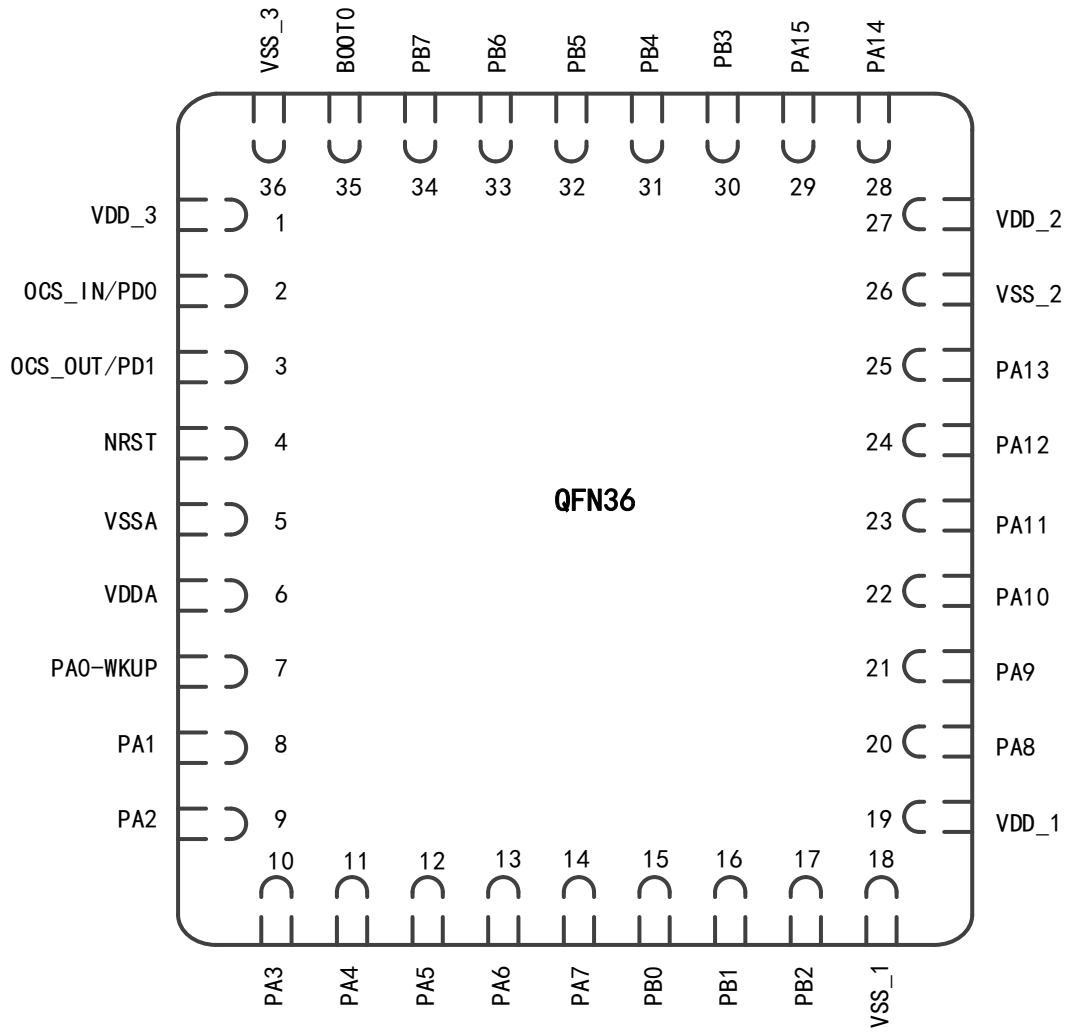 VSS_3
BOOT0
PB7
PB6
PB5
PB4
PB3
PA15
PA14
36 35 34 33 32 31 30 29 28
VDD_3 1 27 VDD_2
OCS_IN/PD0 2 26 VSS_2
OCS_OUT/PD1 3 25 PA13
NRST 4 24 PA12
QFN36
VSSA 5 23 PA11
VDDA 6 22 PA10
PA0-WKUP 7 21 PA9
PA1 8 20 PA8
PA2 9 19 VDD_1
10 11 12 13 14 15 16 17 18
PA3
PA4
PA5
PA6
PA7
PB0
PB1
PB2
VSS_1